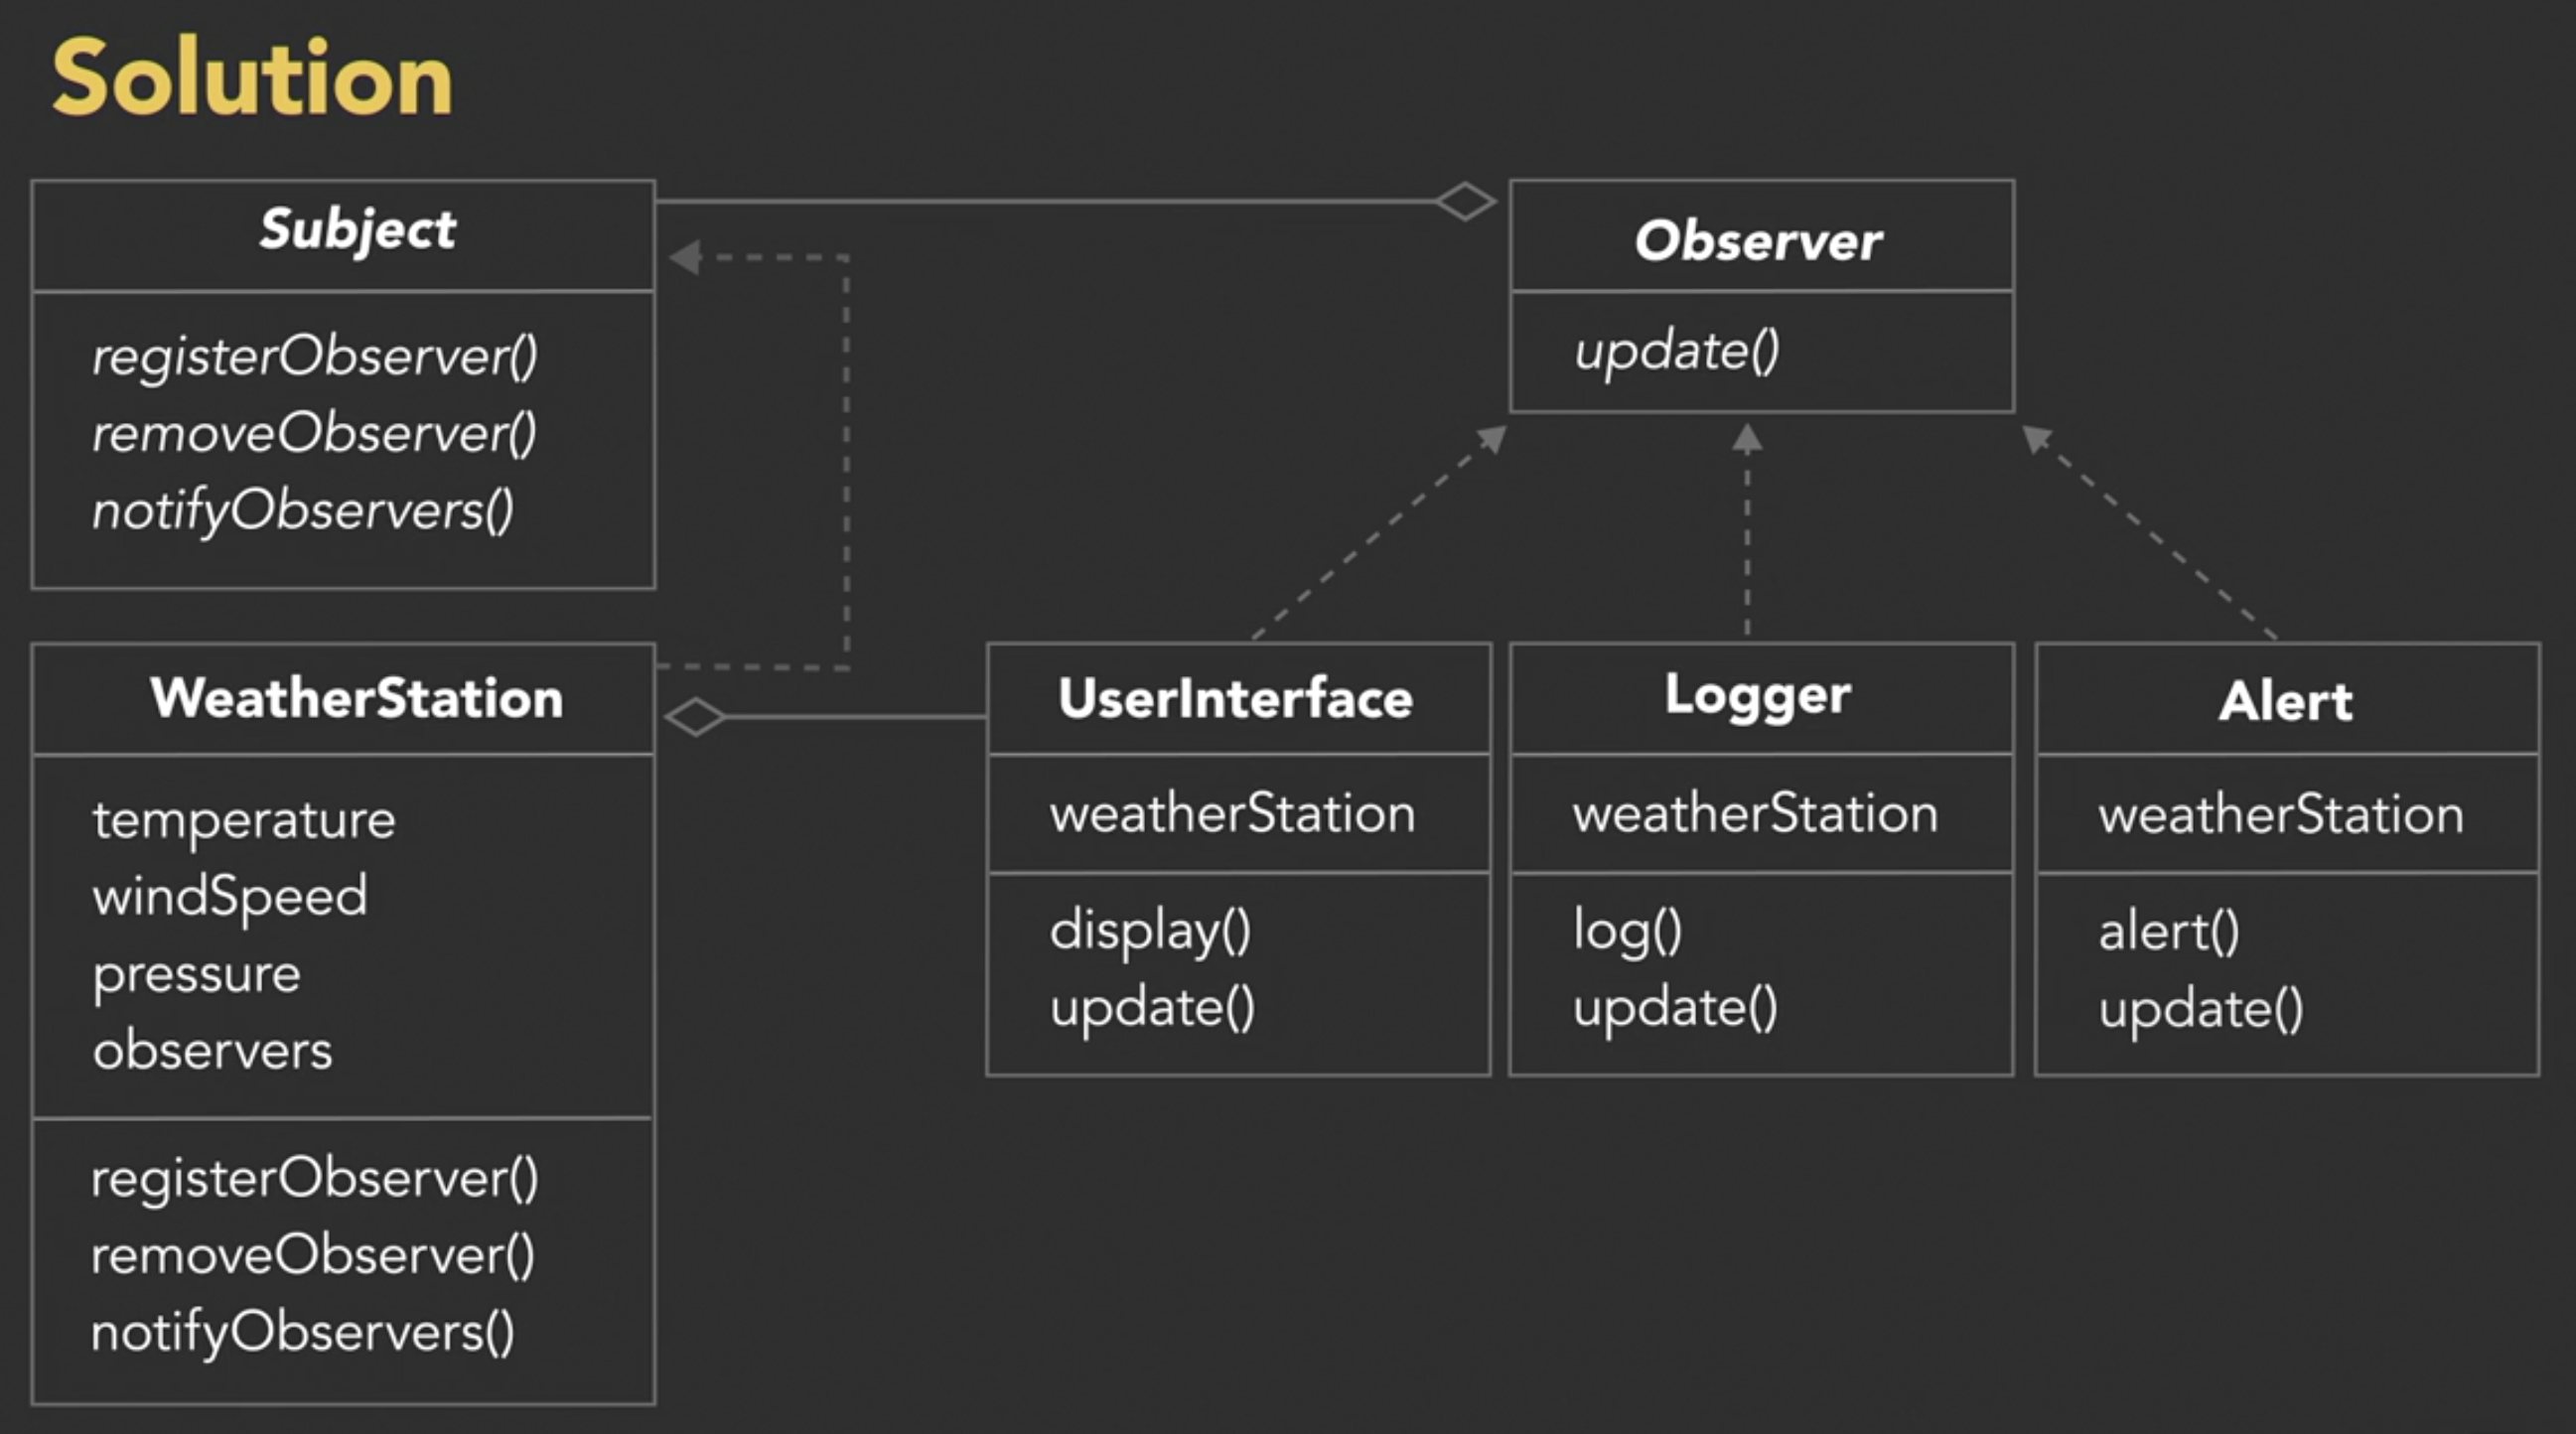 Solution
Subject
registerObserver()
removeObserver()
notifyObservers()
Observer
update()
WeatherStation
temperature
windSpeed
pressure
observers
registerObserver()
removeObserver()
notifyObservers()
UserInterface
weatherStation
display()
update()
Logger
weatherStation
log()
update()
Alert
weatherStation
alert()
update()